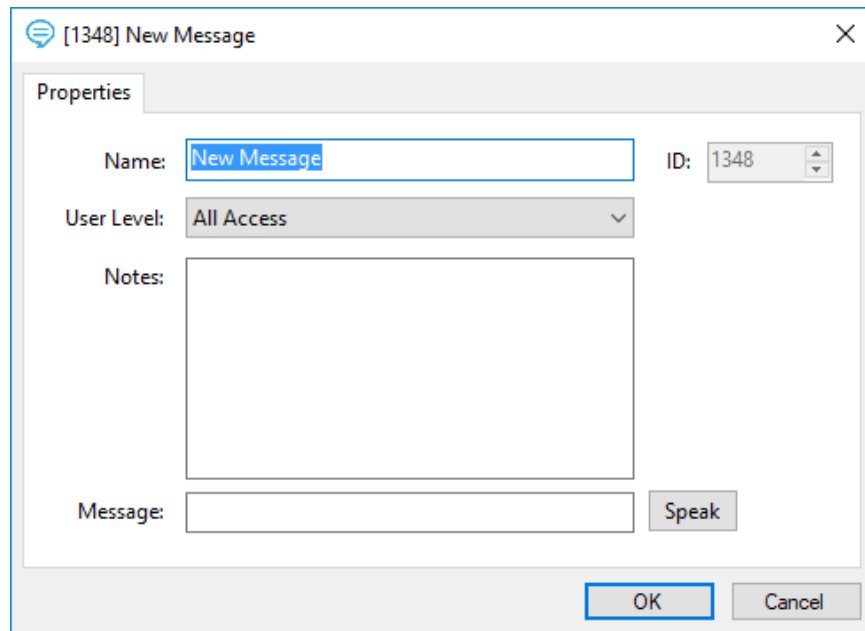 [1348] New Message
Properties
Name: New Message ID: 1348
User Level: All Access
Notes:
Message: Speak
OK Cancel